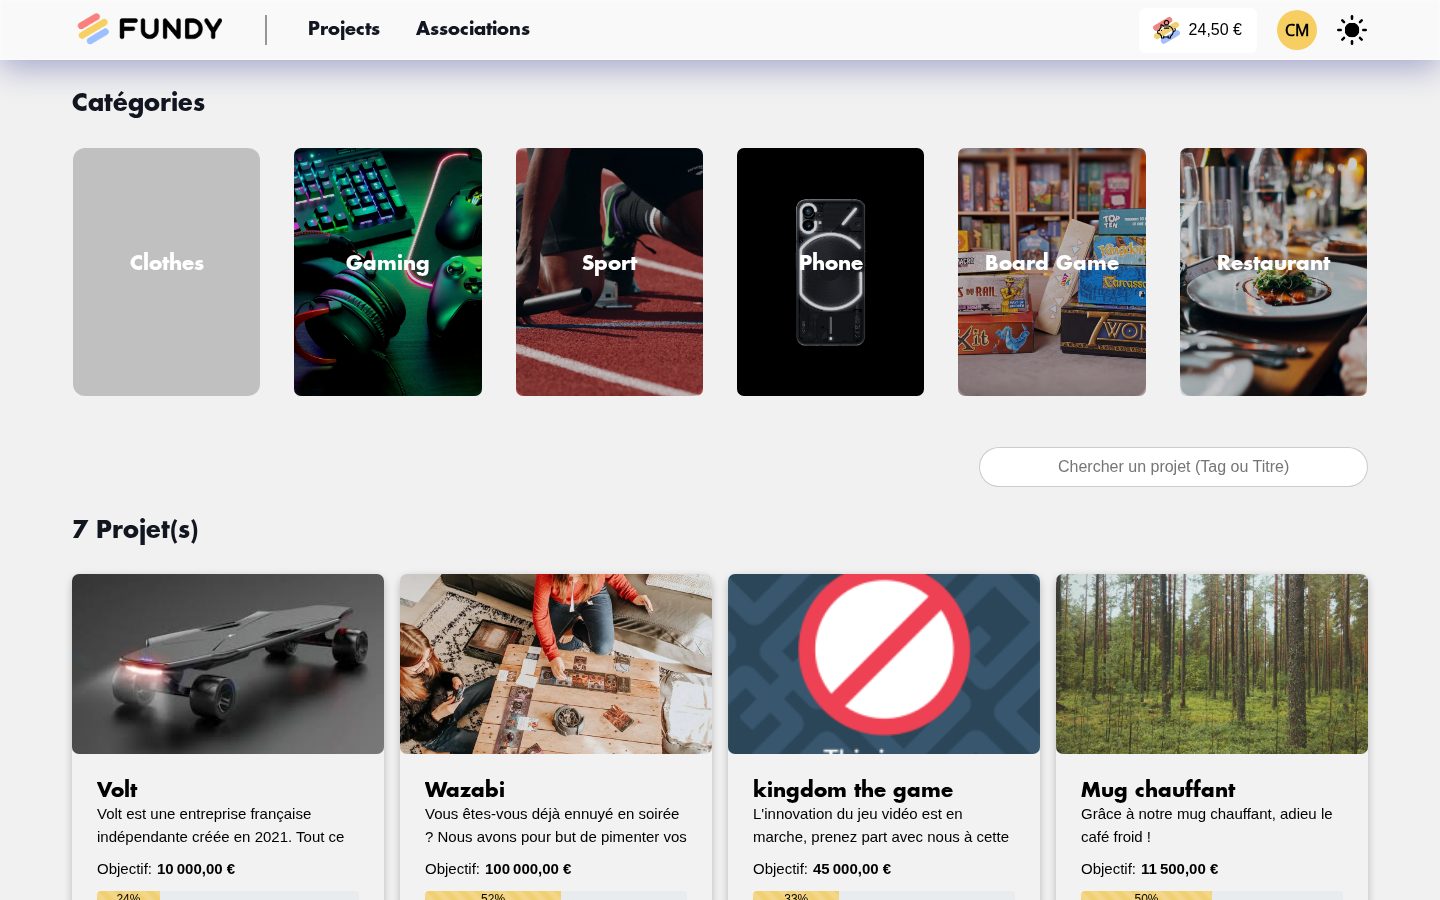 FUNDY
Projects
Associations
24,50 €
CM
Catégories
Clothes
Gaming
Sport
Phone
Board Game
Restaurant
Chercher un projet (Tag ou Titre)
7 Projet(s)
Volt
Volt est une entreprise française
indépendante créée en 2021. Tout ce
Objectif: 10 000,00 €
24%
Wazabi
Vous êtes-vous déjà ennuyé en soirée
? Nous avons pour but de pimenter vos
Objectif: 100 000,00 €
52%
kingdom the game
L'innovation du jeu vidéo est en
marche, prenez part avec nous à cette
Objectif: 45 000,00 €
33%
Mug chauffant
Grâce à notre mug chauffant, adieu le
café froid !
Objectif: 11 500,00 €
50%